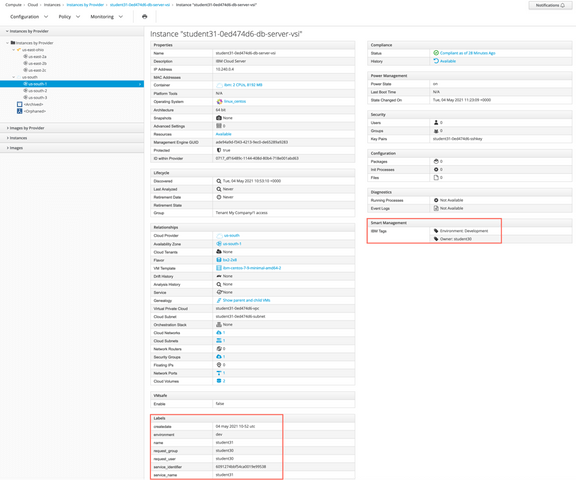 Compute › Cloud › Instances › Instances by Provider › student31-0ed474d6-db-server-vsi › Instance "student31-0ed474d6-db-server-vsi"
Notifications
Configuration Policy Monitoring
Instances by Provider
Instances by Provider
us-east-ohio
us-east-2a
us-east-2b
us-east-2c
us-south
us-south-1
us-south-2
us-south-3
<Archived>
<Orphaned>
Images by Provider
Instances
Images
Instance "student31-0ed474d6-db-server-vsi"
Properties
Name student31-0ed474d6-db-server-vsi
Description IBM Cloud Server
IP Address 10.240.0.4
MAC Addresses
Container ibm: 2 CPUs, 8192 MB
Platform Tools N/A
Operating System linux_centos
Architecture 64 bit
Snapshots None
Advanced Settings 0
Resources Available
Management Engine GUID
Protected true
ID within Provider
Lifecycle
Discovered Tue, 04 May 2021 10:53:10 +0000
Last Analyzed Never
Retirement Date Never
Retirement State
Group Tenant My Company/1 access
Relationships
Cloud Provider us-south
Availability Zone us-south-1
Cloud Tenants None
Flavor bx2-2x8
VM Template ibm-centos-7-9-minimal-amd64-2
Drift History None
Analysis History None
Service None
Genealogy Show parent and child VMs
Virtual Private Cloud student31-0ed474d6-vpc
Cloud Subnet student31-0ed474d6-subnet
Orchestration Stack None
Cloud Networks 1
Cloud Subnets 1
Network Routers 0
Security Groups 1
Floating IPs 0
Network Ports 1
Cloud Volumes 2
VMsafe
Enable false
Labels
createdate 04 may 2021 10:52 utc
environment dev
name student31
request_group student30
request_user student30
service_identifier
service_name student31
Compliance
Status Compliant as of 28 Minutes Ago
History Available
Power Management
Power State on
Last Boot Time N/A
State Changed On Tue, 04 May 2021 11:23:09 +0000
Security
Users 0
Groups 0
Key Pairs student31-0ed474d6-sshkey
Configuration
Packages 0
Init Processes 0
Files 0
Diagnostics
Running Processes Not Available
Event Logs Not Available
Smart Management
IBM Tags Environment: Development
Owner: student30